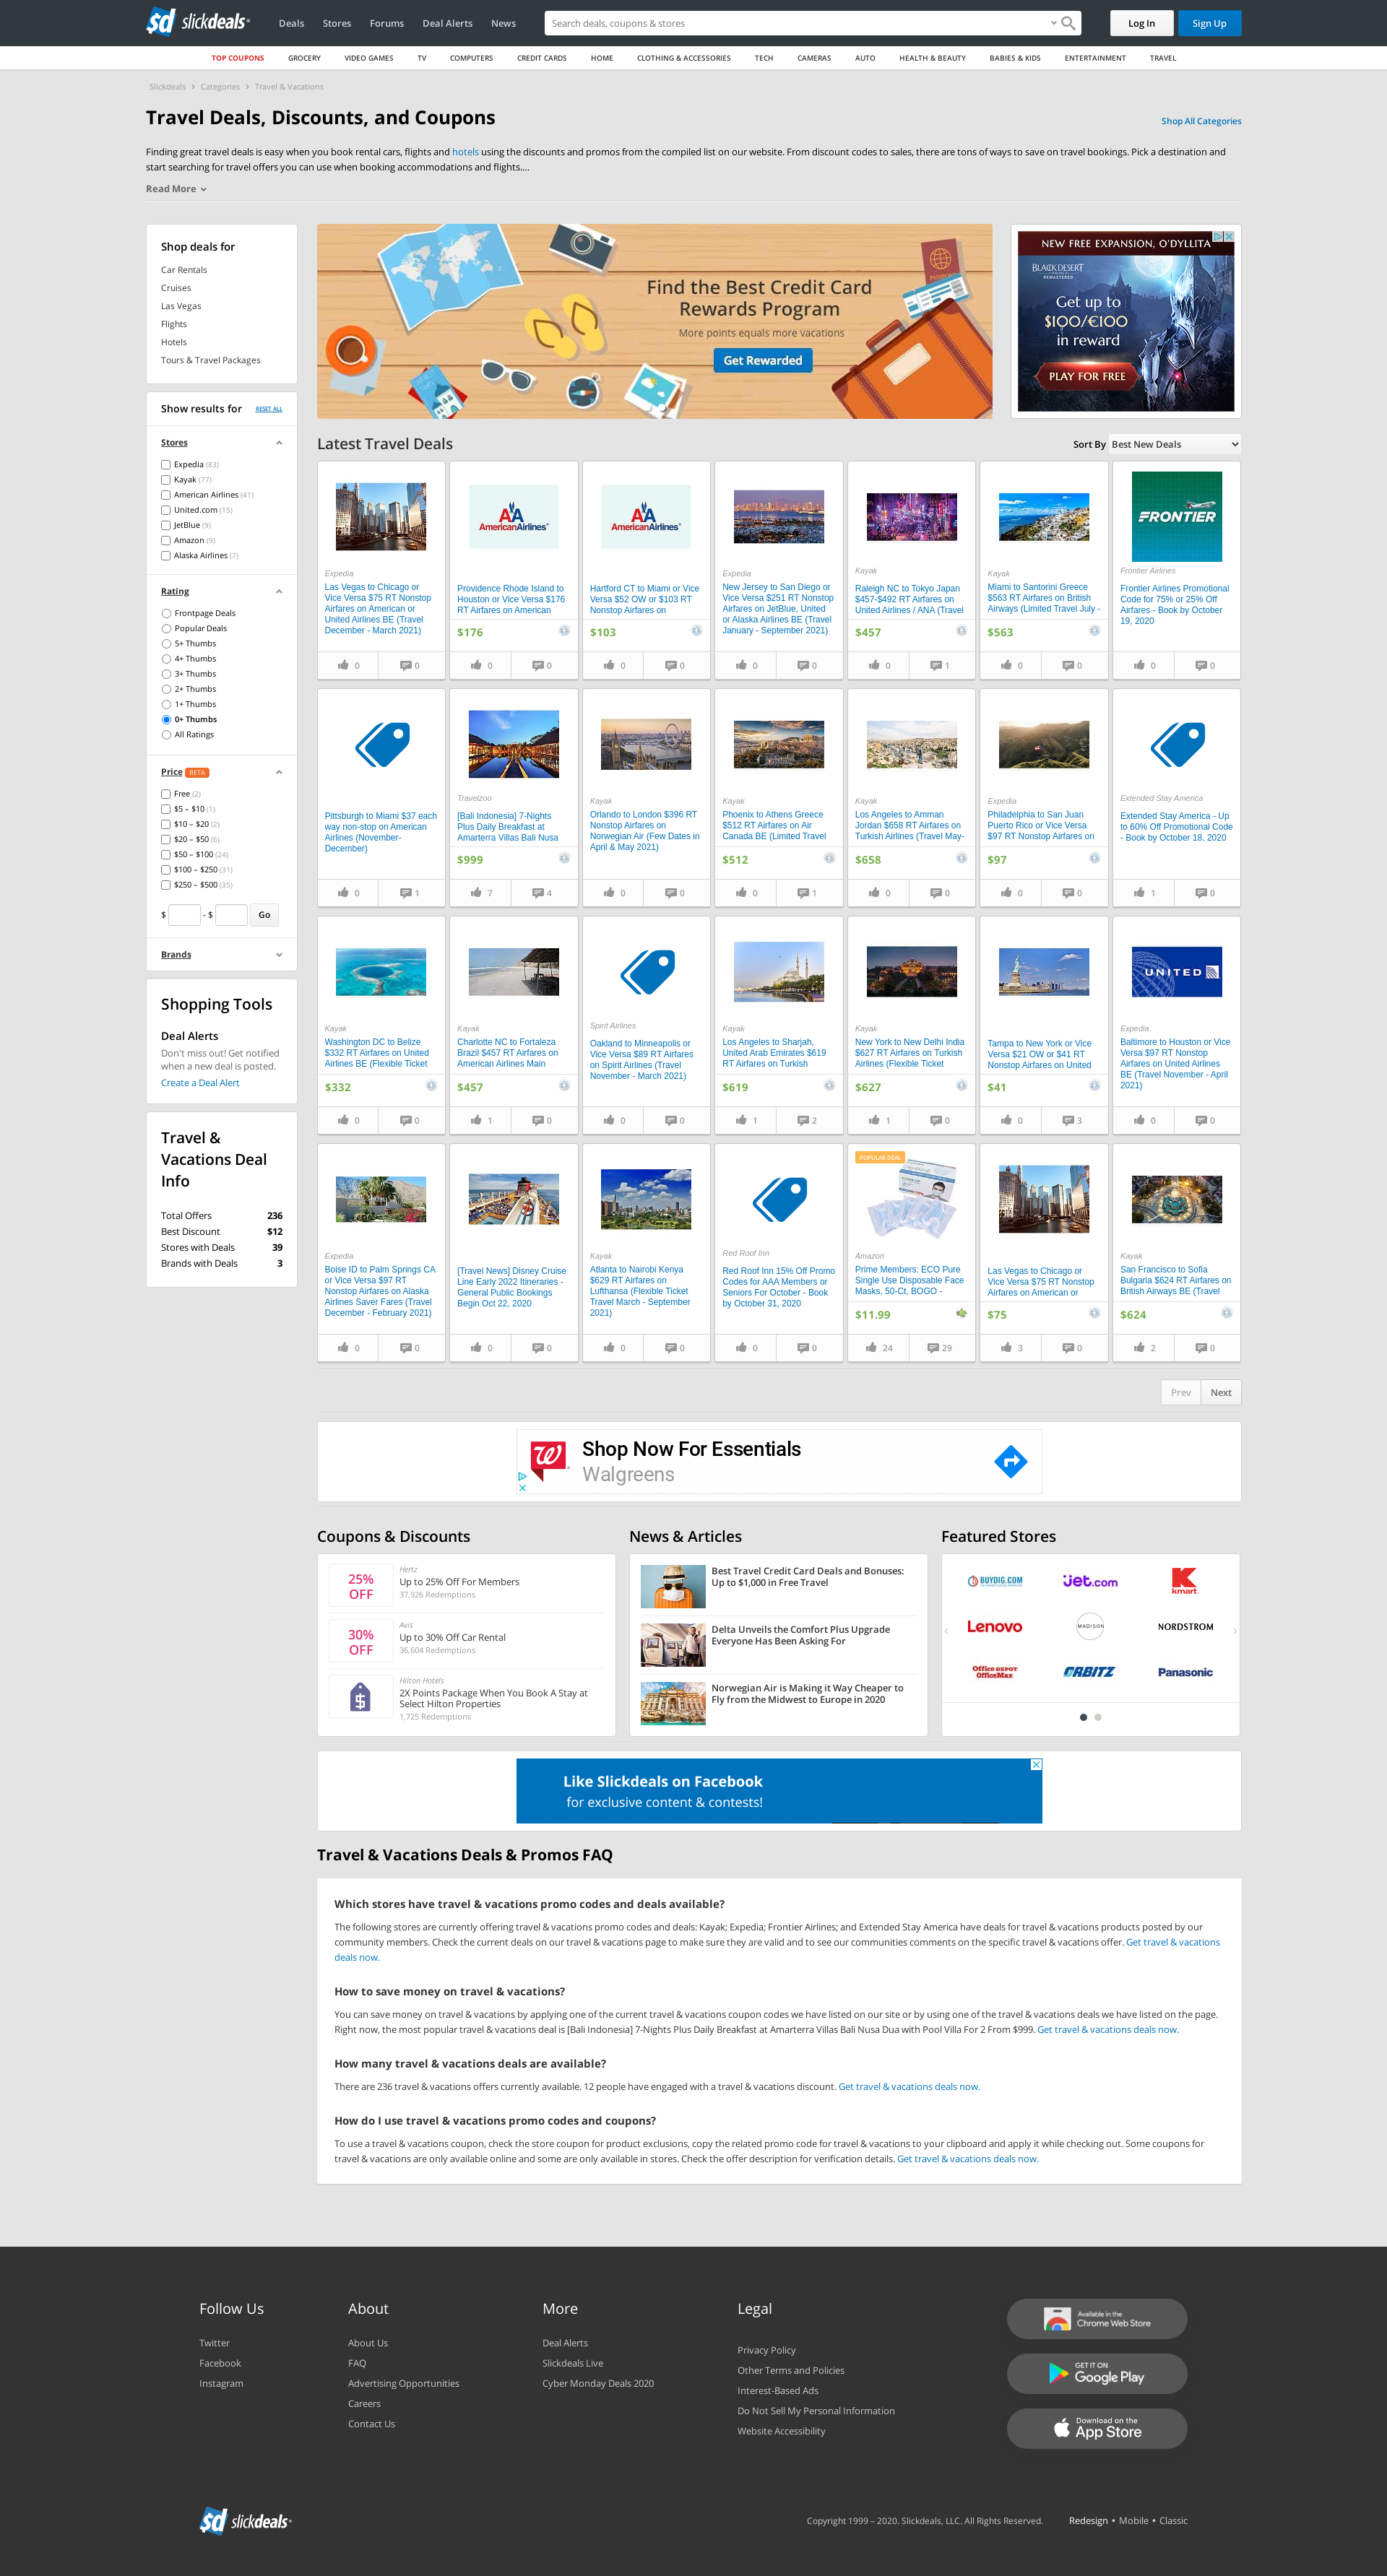 slickdeals
Deals
Stores
Forums
Deal Alerts
News
Search deals, coupons & stores
Log In
Sign Up
TOP COUPONS
GROCERY
VIDEO GAMES
TV
COMPUTERS
CREDIT CARDS
HOME
CLOTHING & ACCESSORIES
TECH
CAMERAS
AUTO
HEALTH & BEAUTY
BABIES & KIDS
ENTERTAINMENT
TRAVEL
Slickdeals › Categories › Travel & Vacations
Travel Deals, Discounts, and Coupons
Shop All Categories
Finding great travel deals is easy when you book rental cars, flights and hotels using the discounts and promos from the compiled list on our website. From discount codes to sales, there are tons of ways to save on travel bookings. Pick a destination and
start searching for travel offers you can use when booking accommodations and flights....
Read More
Shop deals for
Car Rentals
Cruises
Las Vegas
Flights
Hotels
Tours & Travel Packages
Show results for
RESET ALL
Stores
Expedia (83)
Kayak (77)
American Airlines (41)
United.com (15)
JetBlue (9)
Amazon (9)
Alaska Airlines (7)
Rating
Frontpage Deals
Popular Deals
5+ Thumbs
4+ Thumbs
3+ Thumbs
2+ Thumbs
1+ Thumbs
0+ Thumbs
All Ratings
Price BETA
Free (2)
$5 – $10 (1)
$10 – $20 (2)
$20 – $50 (6)
$50 – $100 (24)
$100 – $250 (31)
$250 – $500 (35)
$ - $ Go
Brands
Shopping Tools
Deal Alerts
Don't miss out! Get notified
when a new deal is posted.
Create a Deal Alert
Travel &
Vacations Deal
Info
Total Offers 236
Best Discount $12
Stores with Deals 39
Brands with Deals 3
Find the Best Credit Card
Rewards Program
More points equals more vacations
Get Rewarded
PASSPORT
NEW FREE EXPANSION, O'DYLLITA
BLACK DESERT
REMASTERED
Get up to
$100/€100
in reward
PLAY FOR FREE
Latest Travel Deals
Sort By Best New Deals
Expedia
Las Vegas to Chicago or
Vice Versa $75 RT Nonstop
Airfares on American or
United Airlines BE (Travel
December - March 2021)
0 0
AA
AmericanAirlines
Providence Rhode Island to
Houston or Vice Versa $176
RT Airfares on American
$176
0 0
AA
AmericanAirlines
Hartford CT to Miami or Vice
Versa $52 OW or $103 RT
Nonstop Airfares on
$103
0 0
Expedia
New Jersey to San Diego or
Vice Versa $251 RT Nonstop
Airfares on JetBlue, United
or Alaska Airlines BE (Travel
January - September 2021)
0 0
Kayak
Raleigh NC to Tokyo Japan
$457-$492 RT Airfares on
United Airlines / ANA (Travel
$457
0 1
Kayak
Miami to Santorini Greece
$563 RT Airfares on British
Airways (Limited Travel July -
$563
0 0
FRONTIER
Frontier Airlines
Frontier Airlines Promotional
Code for 75% or 25% Off
Airfares - Book by October
19, 2020
0 0
Pittsburgh to Miami $37 each
way non-stop on American
Airlines (November-
December)
0 1
Travelzoo
[Bali Indonesia] 7-Nights
Plus Daily Breakfast at
Amarterra Villas Bali Nusa
$999
7 4
Kayak
Orlando to London $396 RT
Nonstop Airfares on
Norwegian Air (Few Dates in
April & May 2021)
0 0
Kayak
Phoenix to Athens Greece
$512 RT Airfares on Air
Canada BE (Limited Travel
$512
0 1
Kayak
Los Angeles to Amman
Jordan $658 RT Airfares on
Turkish Airlines (Travel May-
$658
0 0
Expedia
Philadelphia to San Juan
Puerto Rico or Vice Versa
$97 RT Nonstop Airfares on
$97
0 0
Extended Stay America
Extended Stay America - Up
to 60% Off Promotional Code
- Book by October 18, 2020
1 0
Kayak
Washington DC to Belize
$332 RT Airfares on United
Airlines BE (Flexible Ticket
$332
0 0
Kayak
Charlotte NC to Fortaleza
Brazil $457 RT Airfares on
American Airlines Main
$457
1 0
Spirit Airlines
Oakland to Minneapolis or
Vice Versa $89 RT Airfares
on Spirit Airlines (Travel
November - March 2021)
0 0
Kayak
Los Angeles to Sharjah,
United Arab Emirates $619
RT Airfares on Turkish
$619
1 2
Kayak
New York to New Delhi India
$627 RT Airfares on Turkish
Airlines (Flexible Ticket
$627
1 0
Tampa to New York or Vice
Versa $21 OW or $41 RT
Nonstop Airfares on United
$41
0 3
UNITED
Expedia
Baltimore to Houston or Vice
Versa $97 RT Nonstop
Airfares on United Airlines
BE (Travel November - April
2021)
0 0
Expedia
Boise ID to Palm Springs CA
or Vice Versa $97 RT
Nonstop Airfares on Alaska
Airlines Saver Fares (Travel
December - February 2021)
0 0
[Travel News] Disney Cruise
Line Early 2022 Itineraries -
General Public Bookings
Begin Oct 22, 2020
0 0
Kayak
Atlanta to Nairobi Kenya
$629 RT Airfares on
Lufthansa (Flexible Ticket
Travel March - September
2021)
0 0
Red Roof Inn
Red Roof Inn 15% Off Promo
Codes for AAA Members or
Seniors For October - Book
by October 31, 2020
0 0
POPULAR DEAL
Amazon
Prime Members: ECO Pure
Single Use Disposable Face
Masks, 50-Ct, BOGO -
$11.99
24 29
Las Vegas to Chicago or
Vice Versa $75 RT Nonstop
Airfares on American or
$75
3 0
Kayak
San Francisco to Sofia
Bulgaria $624 RT Airfares on
British Airways BE (Travel
$624
2 0
Prev Next
Shop Now For Essentials
Walgreens
Coupons & Discounts
25%
OFF
Hertz
Up to 25% Off For Members
37,926 Redemptions
30%
OFF
Avis
Up to 30% Off Car Rental
36,604 Redemptions
Hilton Hotels
2X Points Package When You Book A Stay at
Select Hilton Properties
1,725 Redemptions
News & Articles
Best Travel Credit Card Deals and Bonuses:
Up to $1,000 in Free Travel
Delta Unveils the Comfort Plus Upgrade
Everyone Has Been Asking For
Norwegian Air is Making it Way Cheaper to
Fly from the Midwest to Europe in 2020
Featured Stores
BUYDIG.COM
jet.com
kmart
Lenovo
MADISON
NORDSTROM
Office DEPOT
OfficeMax
ORBITZ
Panasonic
Like Slickdeals on Facebook
for exclusive content & contests!
Travel & Vacations Deals & Promos FAQ
Which stores have travel & vacations promo codes and deals available?
The following stores are currently offering travel & vacations promo codes and deals: Kayak; Expedia; Frontier Airlines; and Extended Stay America have deals for travel & vacations products posted by our
community members. Check the current deals on our travel & vacations page to make sure they are valid and to see our communities comments on the specific travel & vacations offer. Get travel & vacations
deals now.
How to save money on travel & vacations?
You can save money on travel & vacations by applying one of the current travel & vacations coupon codes we have listed on our site or by using one of the travel & vacations deals we have listed on the page.
Right now, the most popular travel & vacations deal is [Bali Indonesia] 7-Nights Plus Daily Breakfast at Amarterra Villas Bali Nusa Dua with Pool Villa For 2 From $999. Get travel & vacations deals now.
How many travel & vacations deals are available?
There are 236 travel & vacations offers currently available. 12 people have engaged with a travel & vacations discount. Get travel & vacations deals now.
How do I use travel & vacations promo codes and coupons?
To use a travel & vacations coupon, check the store coupon for product exclusions, copy the related promo code for travel & vacations to your clipboard and apply it while checking out. Some coupons for
travel & vacations are only available online and some are only available in stores. Check the offer description for verification details. Get travel & vacations deals now.
Follow Us
Twitter
Facebook
Instagram
About
About Us
FAQ
Advertising Opportunities
Careers
Contact Us
More
Deal Alerts
Slickdeals Live
Cyber Monday Deals 2020
Legal
Privacy Policy
Other Terms and Policies
Interest-Based Ads
Do Not Sell My Personal Information
Website Accessibility
Available in the
Chrome Web Store
GET IT ON
Google Play
Download on the
App Store
slickdeals
Copyright 1999 – 2020. Slickdeals, LLC. All Rights Reserved.
Redesign • Mobile • Classic